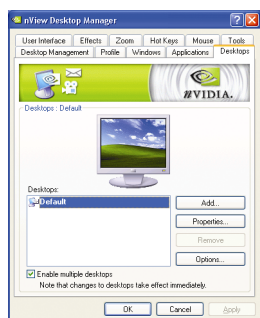 nView Desktop Manager
User Interface Effects Zoom Hot Keys Mouse Tools
Desktop Management Profile Windows Applications Desktops
NVIDIA.
Desktops : Default
Desktops:
Default
Add...
Properties...
Remove
Options...
Enable multiple desktops
Note that changes to desktops take effect immediately.
OK Cancel Apply